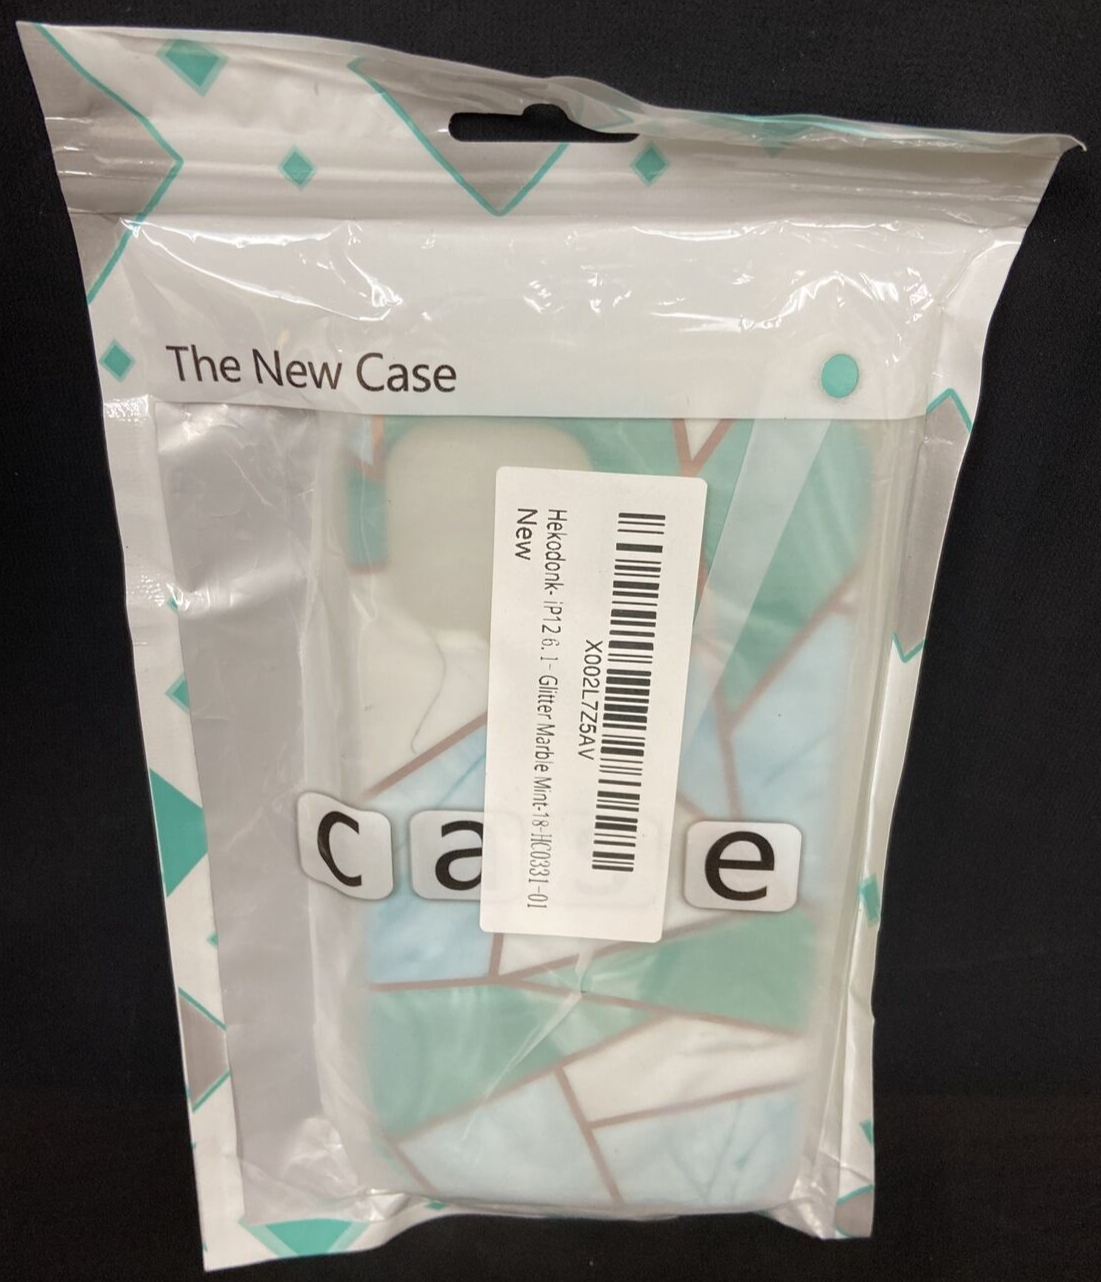 The New Case
X002L7Z5AV
Hekodonk- iP12 6.1- Glitter Marble Mint-18-HC0331-01
New
c a e